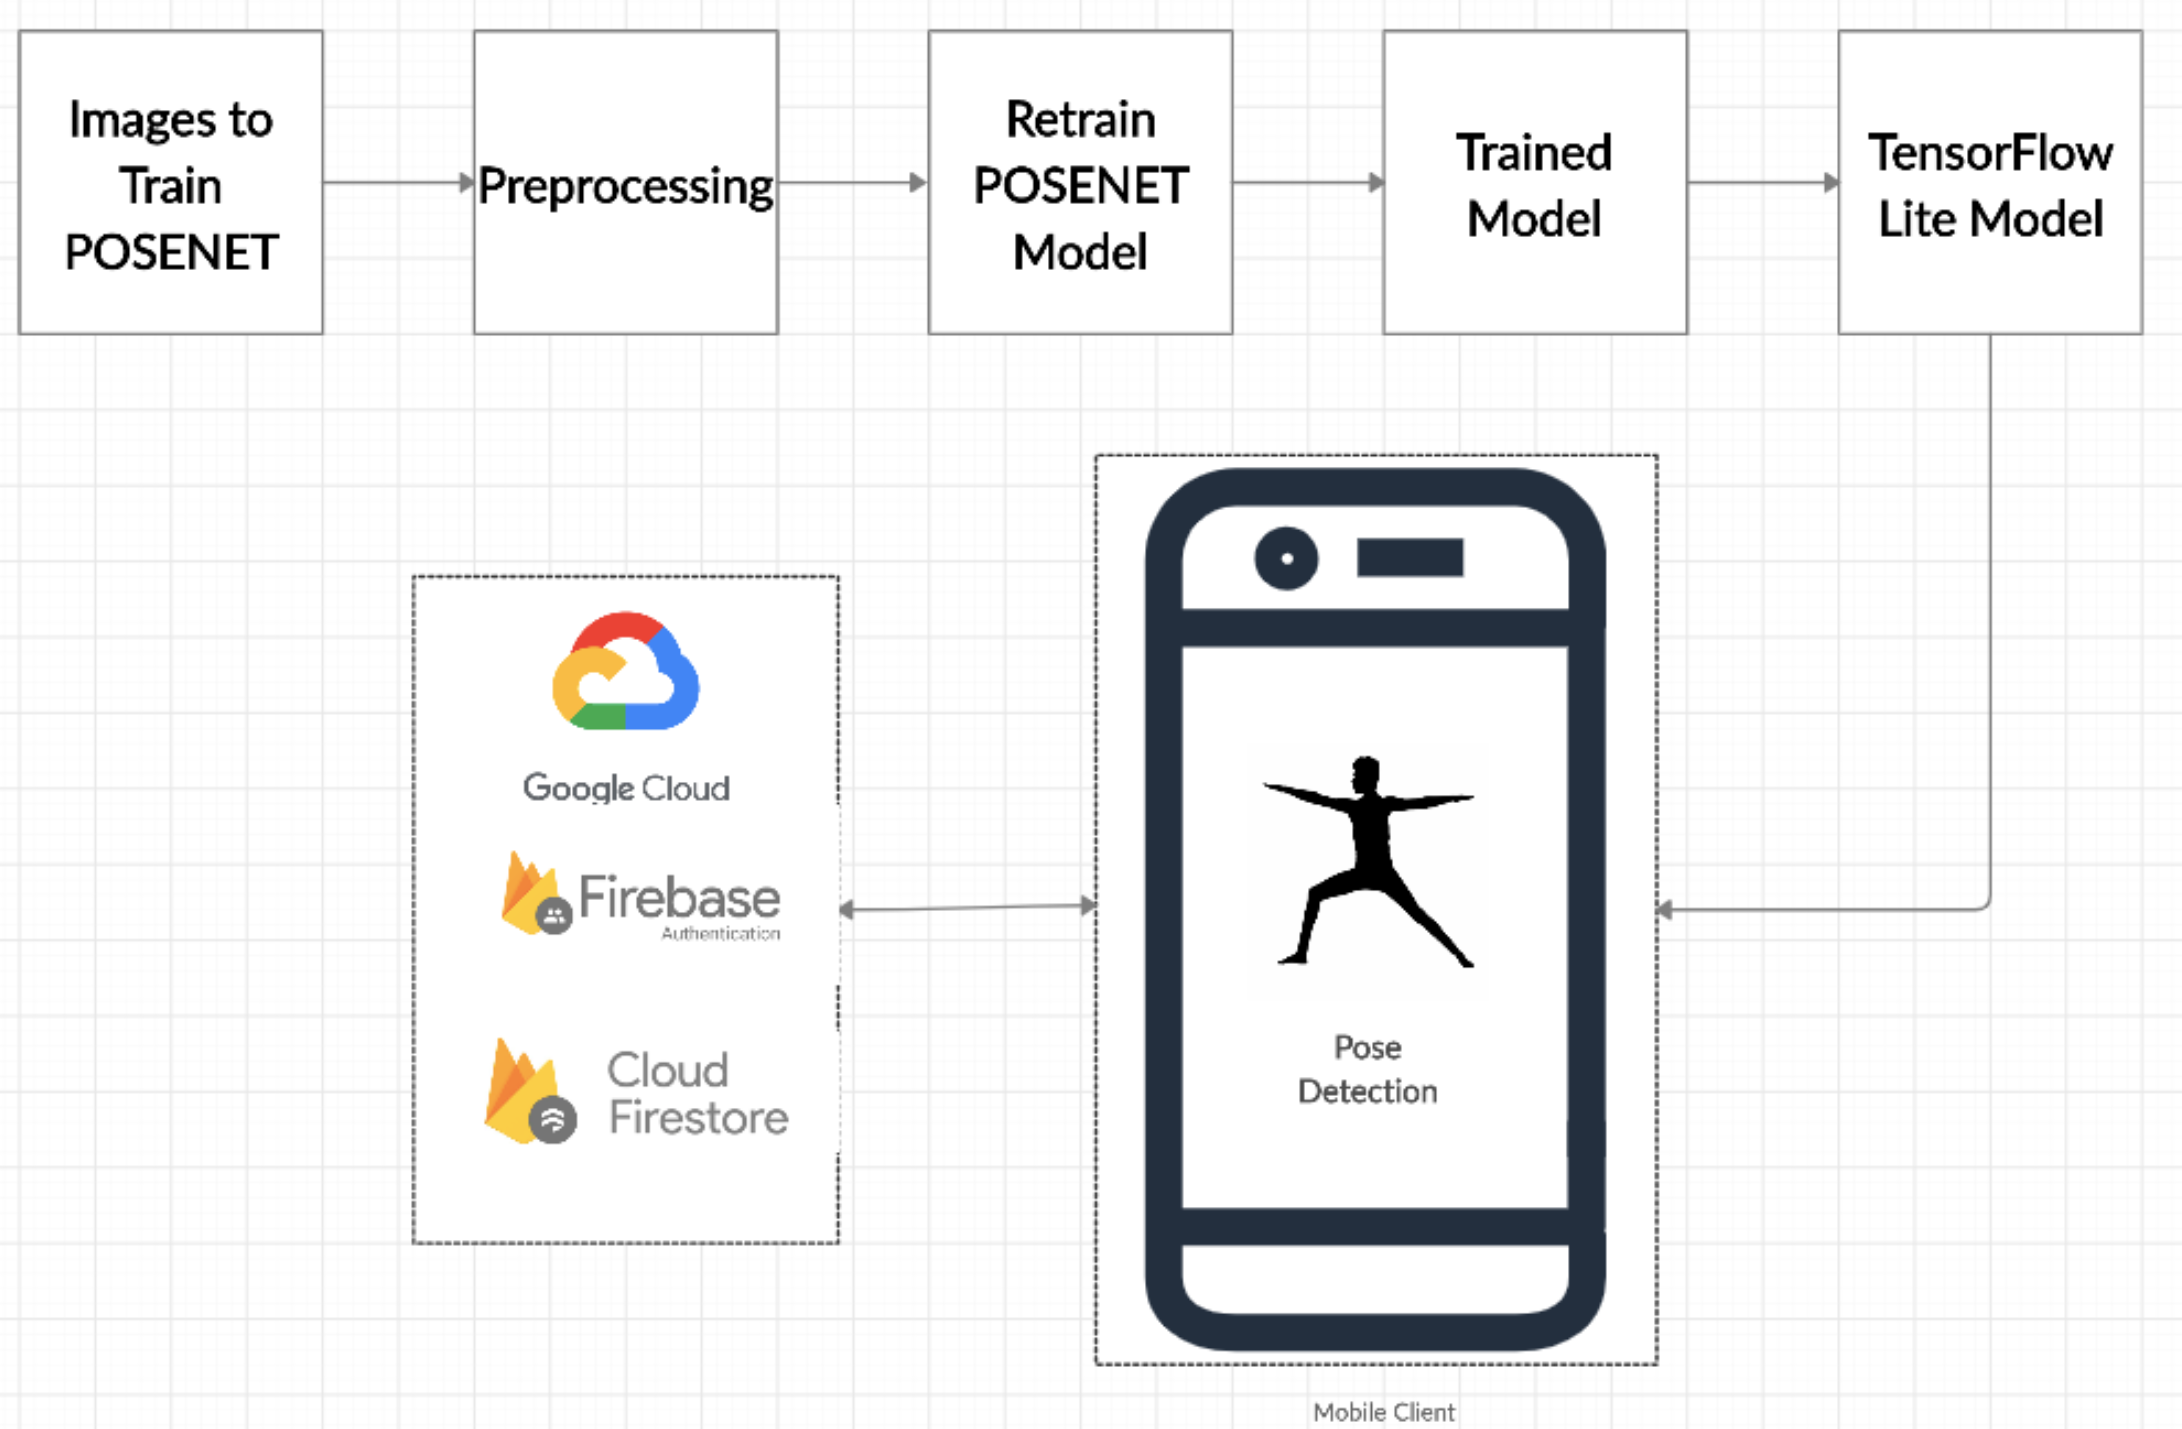 Images to
Train
POSENET
Preprocessing
Retrain
POSENET
Model
Trained
Model
TensorFlow
Lite Model
Google Cloud
Firebase
Authentication
Cloud
Firestore
Pose
Detection
Mobile Client